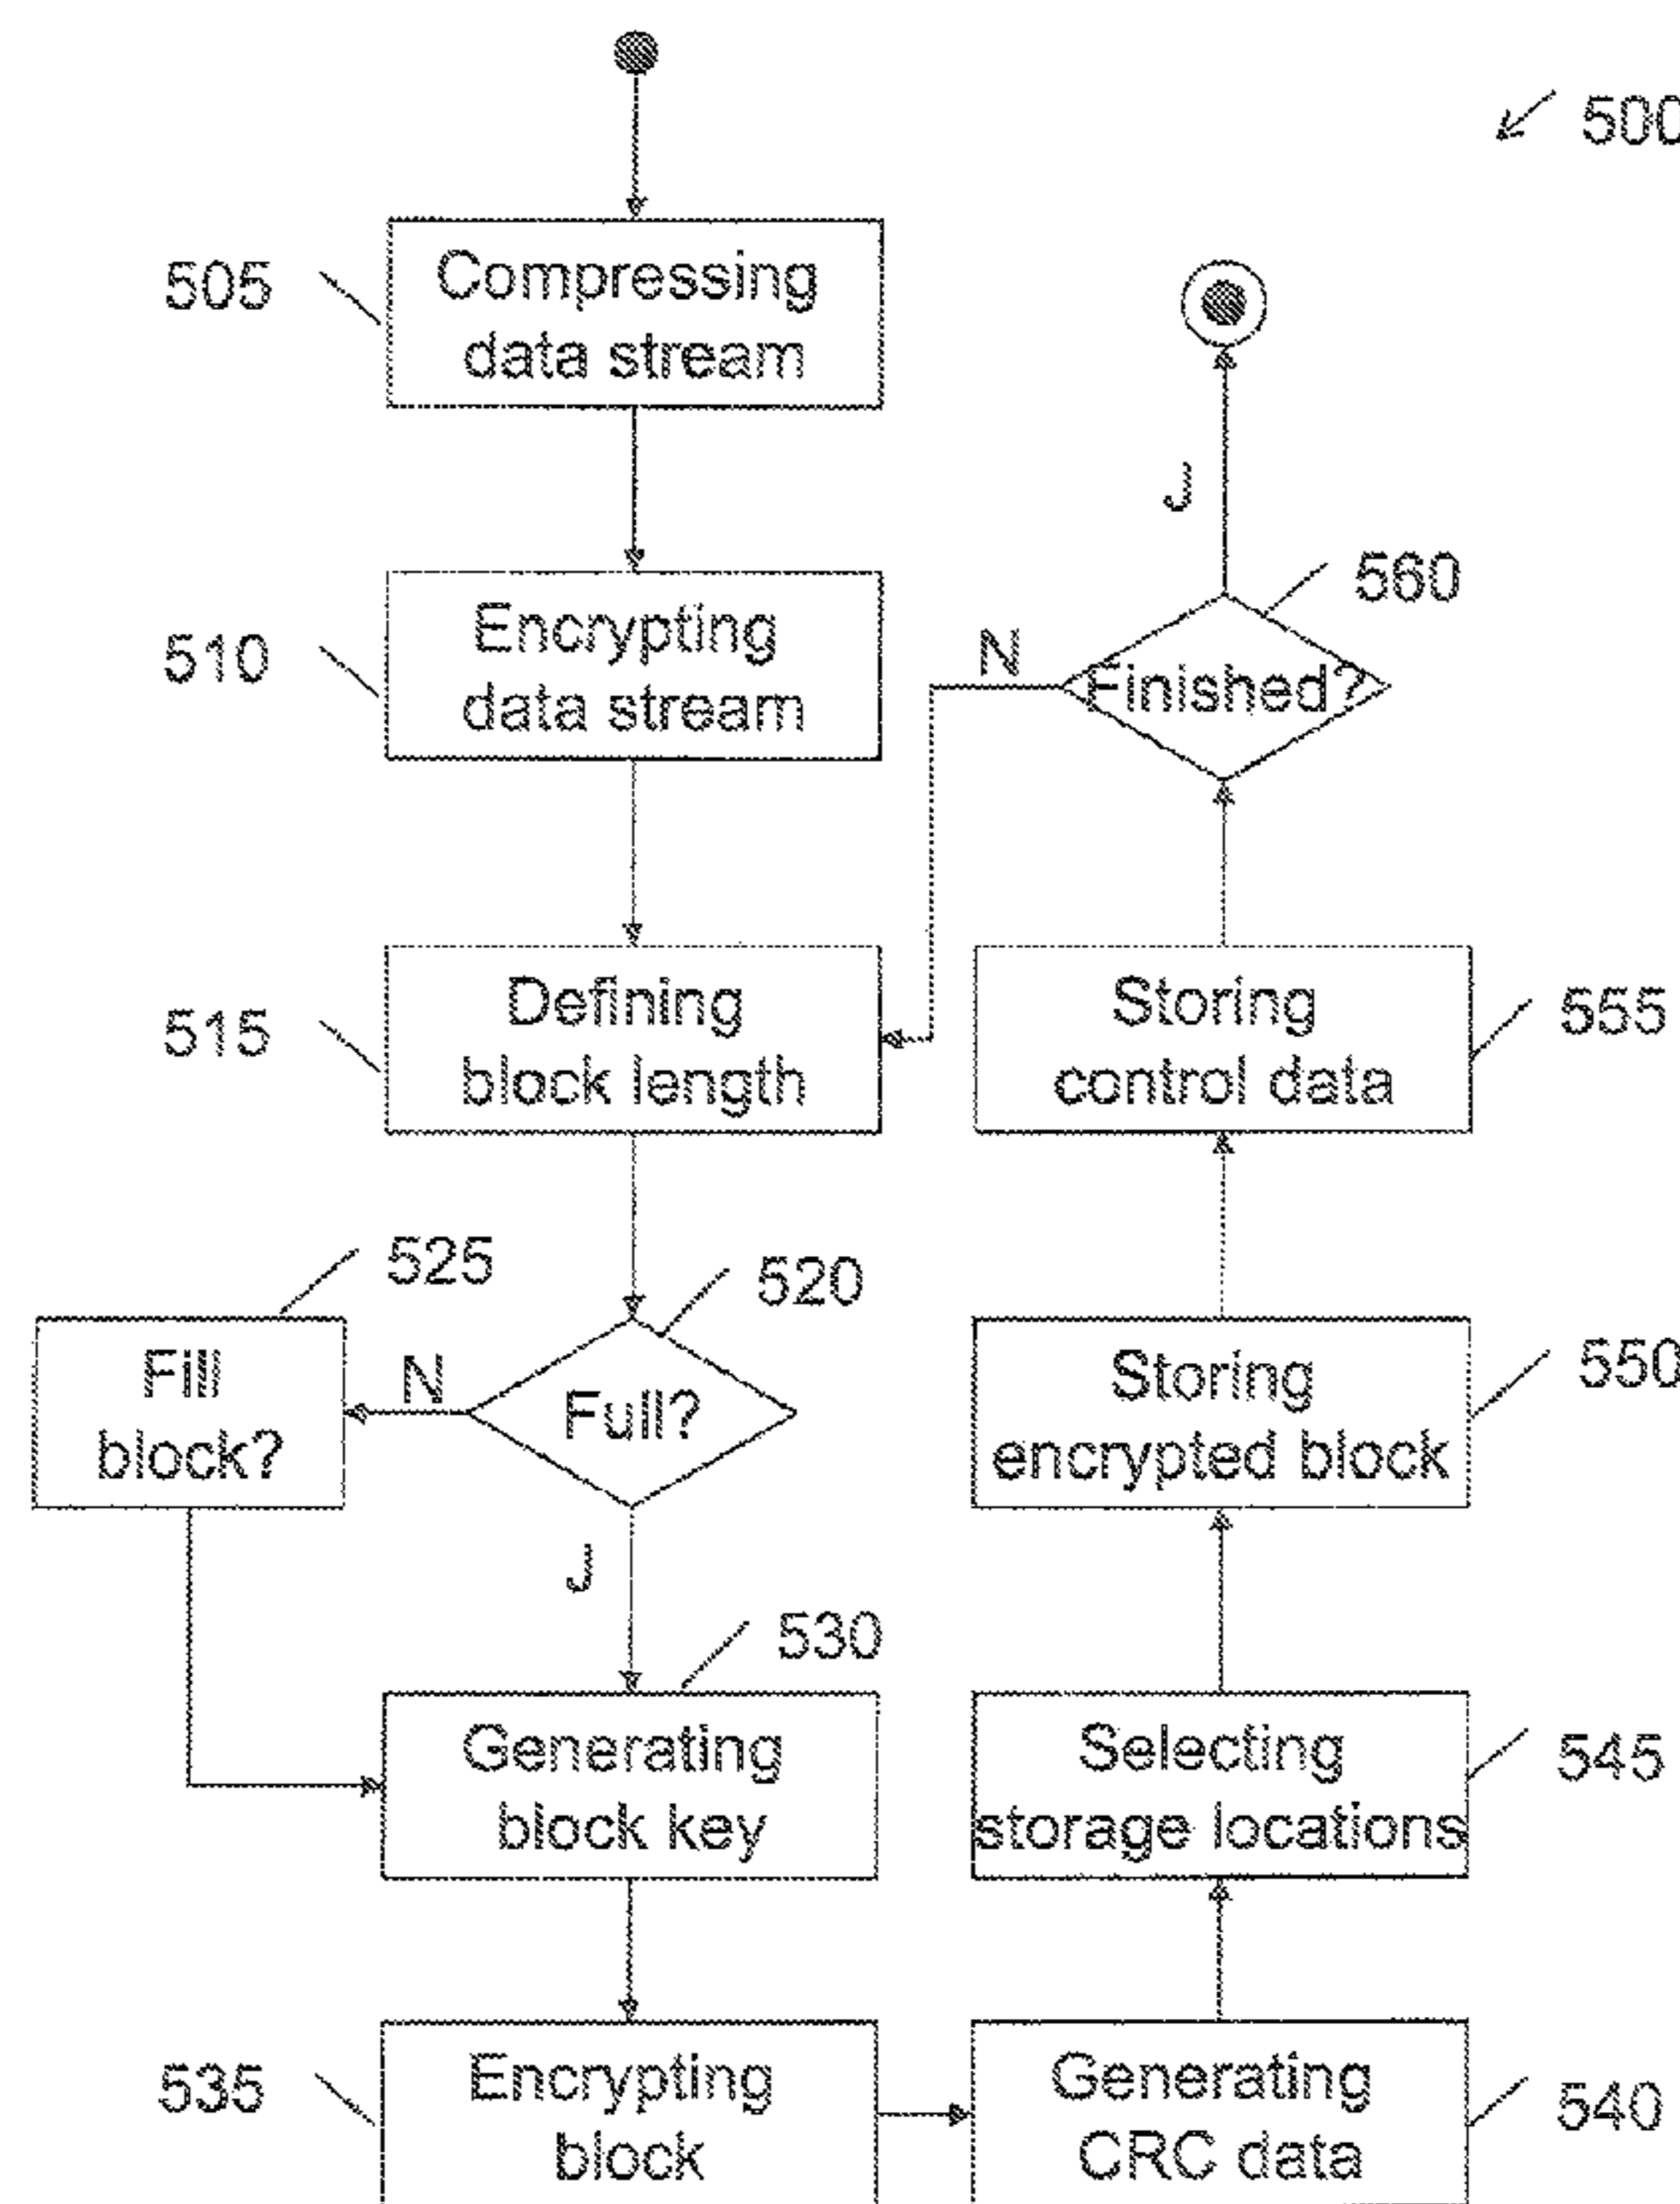 500
505
Compressing
data stream
510
Encrypting
data stream
J
560
N
Finished?
515
Defining
block length
Storing
control data
555
525
520
Fill
block?
N
Full?
J
Storing
encrypted block
550
530
Generating
block key
Selecting
storage locations
545
535
Encrypting
block
Generating
CRC data
540